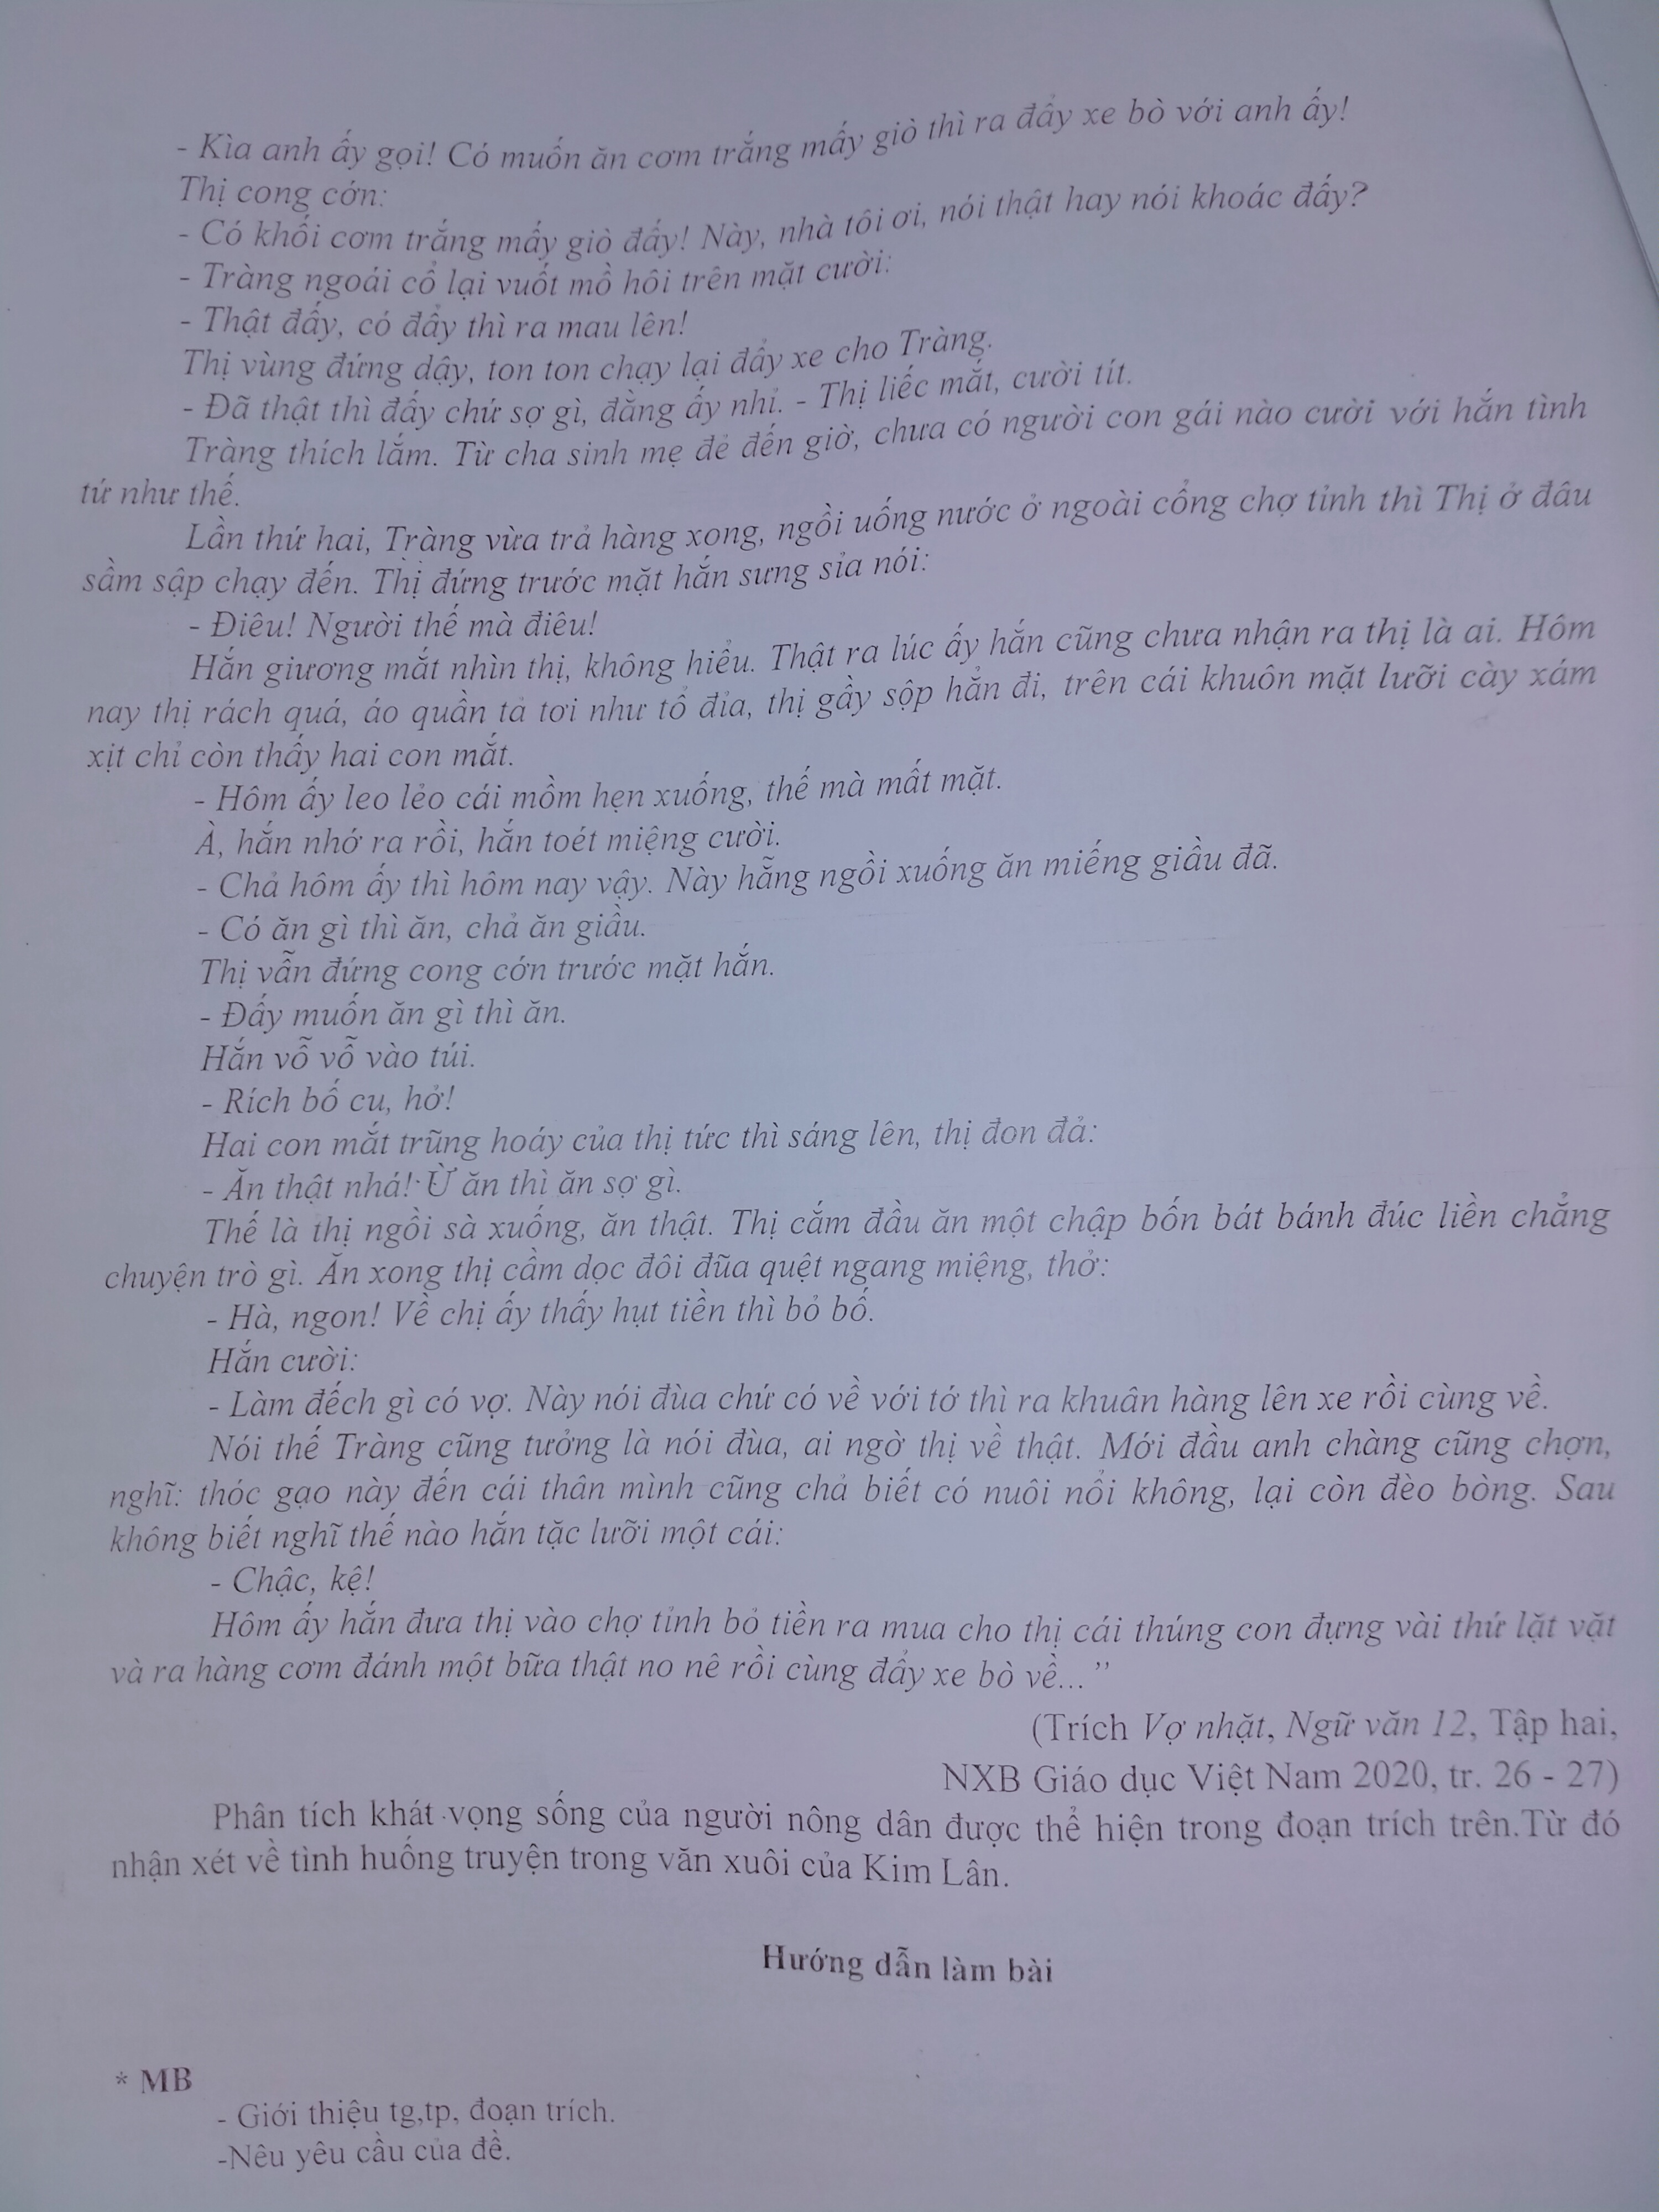 - Kìa anh ấy gọi! Có muốn ăn cơm trắng mấy giò thì ra đẩy xe bò với anh ấy!
Thị cong cớn:
- Có khối cơm trắng mấy giò đấy! Này, nhà tôi ơi, nói thật hay nói khoác đấy?
- Tràng ngoái cổ lại vuốt mồ hôi trên mặt cười:
- Thật đấy, có đẩy thì ra mau lên!
Thị vùng đứng dậy, ton ton chạy lại đẩy xe cho Tràng.
- Đã thật thì đẩy chứ sợ gì, đằng ấy nhỉ. - Thị liếc mắt, cười tít.
Tràng thích lắm. Từ cha sinh mẹ đẻ đến giờ, chưa có người con gái nào cười với hắn tình
tứ như thế.
Lần thứ hai, Tràng vừa trả hàng xong, ngồi uống nước ở ngoài cổng chợ tỉnh thì Thị ở đâu
sầm sập chạy đến. Thị đứng trước mặt hắn sưng sỉa nói:
- Điêu! Người thế mà điêu!
Hắn giương mắt nhìn thị, không hiểu. Thật ra lúc ấy hắn cũng chưa nhận ra thị là ai. Hôm
nay thị rách quá, áo quần tả tơi như tổ đỉa, thị gầy sộp hẳn đi, trên cái khuôn mặt lưỡi cày xám
xịt chỉ còn thấy hai con mắt.
- Hôm ấy leo lẻo cái mồm hẹn xuống, thế mà mất mặt.
À, hắn nhớ ra rồi, hắn toét miệng cười.
- Chả hôm ấy thì hôm nay vậy. Này hẵng ngồi xuống ăn miếng giầu đã.
- Có ăn gì thì ăn, chả ăn giầu.
Thị vẫn đứng cong cớn trước mặt hắn.
- Đấy muốn ăn gì thì ăn.
Hắn vỗ vỗ vào túi.
- Rích bố cu, hở!
Hai con mắt trũng hoáy của thị tức thì sáng lên, thị đon đả:
- Ăn thật nhá! Ừ ăn thì ăn sợ gì.
Thế là thị ngồi sà xuống, ăn thật. Thị cắm đầu ăn một chập bốn bát bánh đúc liền chẳng
chuyện trò gì. Ăn xong thị cầm dọc đôi đũa quệt ngang miệng, thở:
- Hà, ngon! Về chị ấy thấy hụt tiền thì bỏ bố.
Hắn cười:
- Làm đếch gì có vợ. Này nói đùa chứ có về với tớ thì ra khuân hàng lên xe rồi cùng về.
Nói thế Tràng cũng tưởng là nói đùa, ai ngờ thị về thật. Mới đầu anh chàng cũng chợn,
nghĩ: thóc gạo này đến cái thân mình cũng chả biết có nuôi nổi không, lại còn đèo bòng. Sau
không biết nghĩ thế nào hắn tặc lưỡi một cái:
- Chậc, kệ!
Hôm ấy hắn đưa thị vào chợ tỉnh bỏ tiền ra mua cho thị cái thúng con đựng vài thứ lặt vặt
và ra hàng cơm đánh một bữa thật no nê rồi cùng đẩy xe bò về..."
(Trích Vợ nhặt, Ngữ văn 12, Tập hai,
NXB Giáo dục Việt Nam 2020, tr. 26 - 27)
Phân tích khát vọng sống của người nông dân được thể hiện trong đoạn trích trên.Từ đó
nhận xét về tình huống truyện trong văn xuôi của Kim Lân.
Hướng dẫn làm bài
* MB
- Giới thiệu tg,tp, đoạn trích.
-Nêu yêu cầu của đề.